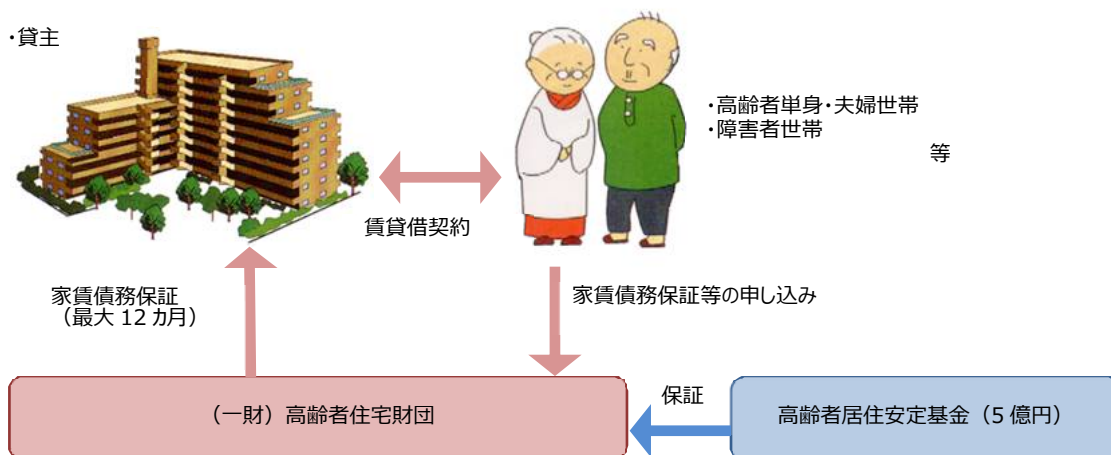 ・貸主
・高齢者単身・夫婦世帯
・障害者世帯
等
賃貸借契約
家賃債務保証
（最大 12 カ月）
家賃債務保証等の申し込み
（一財）高齢者住宅財団
保証
高齢者居住安定基金（5 億円）